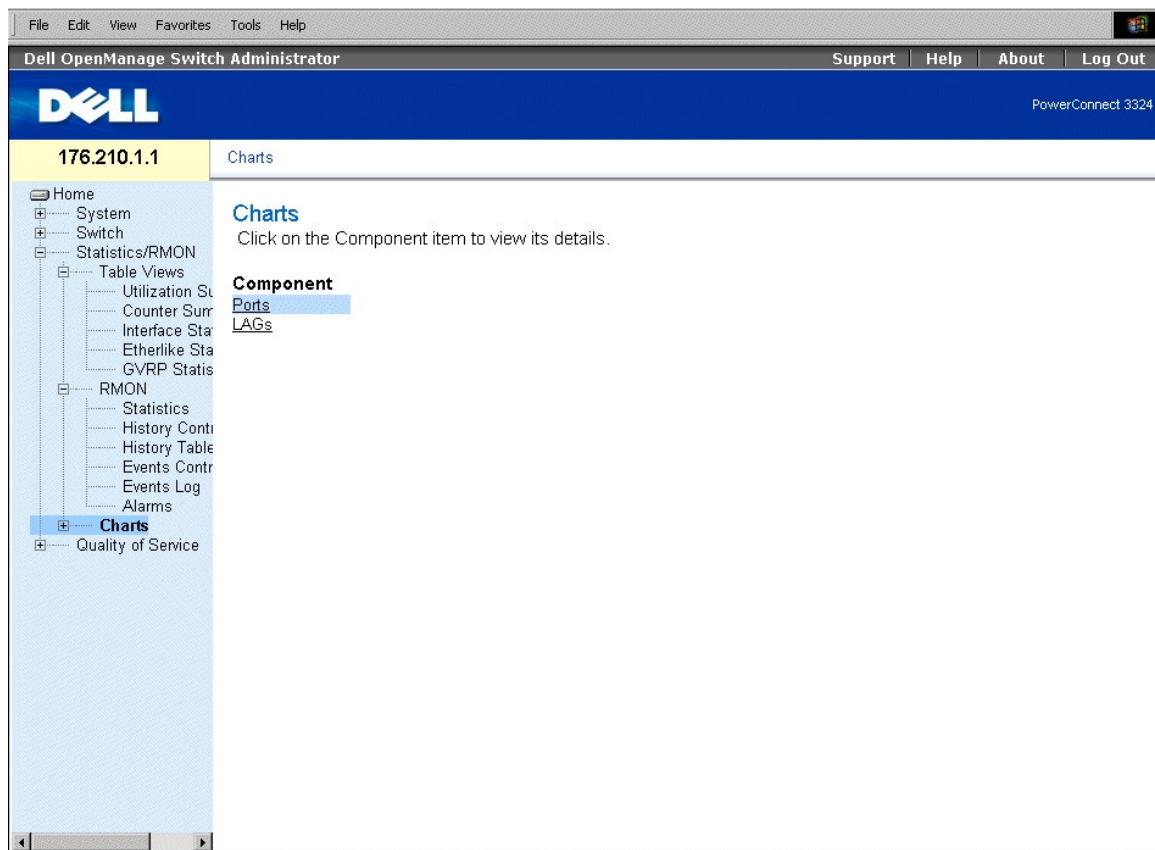 File Edit View Favorites Tools Help
Dell OpenManage Switch Administrator Support Help About Log Out
DELL
PowerConnect 3324
176.210.1.1
Charts
Home
System
Switch
Statistics/RMON
Table Views
Utilization Su
Counter Sum
Interface Sta
Etherlike Sta
GVRP Statis
RMON
Statistics
History Contr
History Table
Events Contr
Events Log
Alarms
Charts
Quality of Service
Charts
Click on the Component item to view its details.
Component
Ports
LAGs